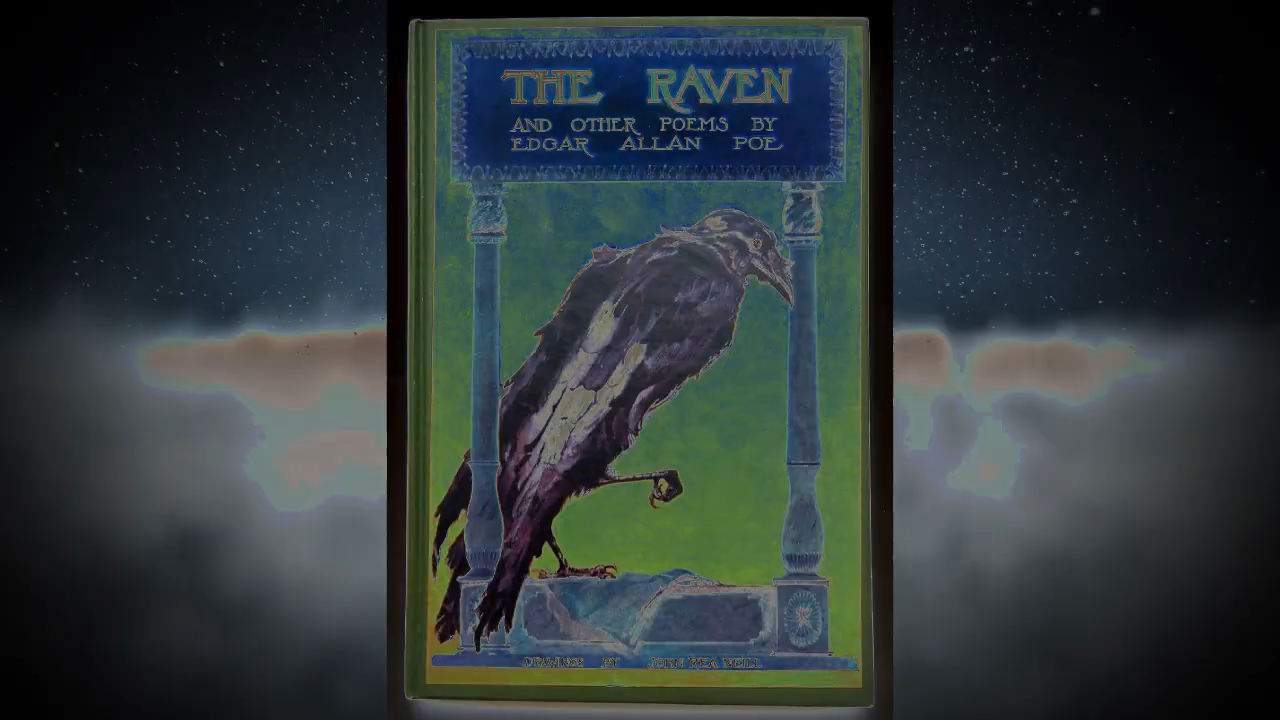 THE RAVEN
AND OTHER POEMS BY
EDGAR ALLAN POE
DRAWINGS BY JOHN REA NEILL